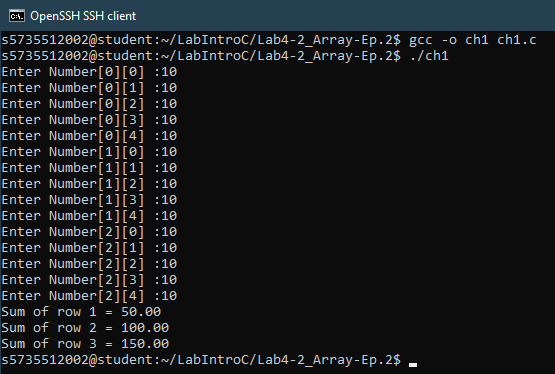 OpenSSH SSH client
s5735512002@student:~/LabIntroC/Lab4-2_Array-Ep.2$ gcc -o ch1 ch1.c
s5735512002@student:~/LabIntroC/Lab4-2_Array-Ep.2$ ./ch1
Enter Number[0][0] :10
Enter Number[0][1] :10
Enter Number[0][2] :10
Enter Number[0][3] :10
Enter Number[0][4] :10
Enter Number[1][0] :10
Enter Number[1][1] :10
Enter Number[1][2] :10
Enter Number[1][3] :10
Enter Number[1][4] :10
Enter Number[2][0] :10
Enter Number[2][1] :10
Enter Number[2][2] :10
Enter Number[2][3] :10
Enter Number[2][4] :10
Sum of row 1 = 50.00
Sum of row 2 = 100.00
Sum of row 3 = 150.00
s5735512002@student:~/LabIntroC/Lab4-2_Array-Ep.2$